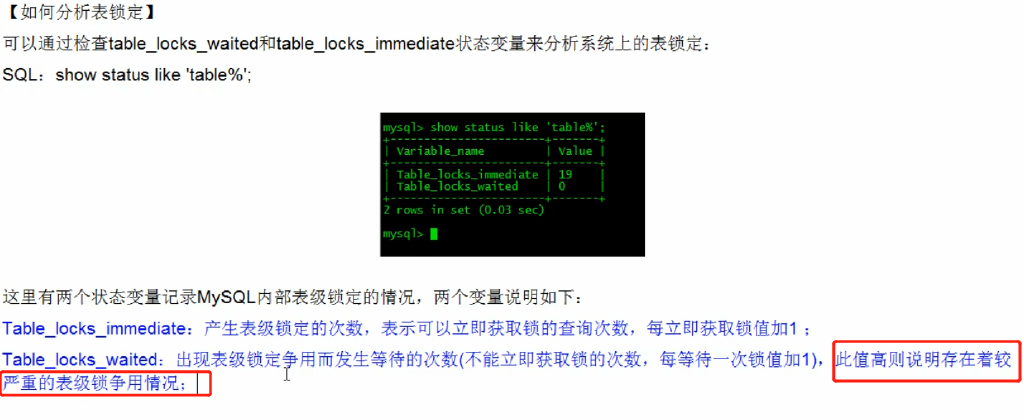 【如何分析表锁定】
可以通过检查table_locks_waited和table_locks_immediate状态变量来分析系统上的表锁定：
SQL：show status like 'table%';
mysql> show status like 'table%';
+-----------------------+-------+
| Variable_name         | Value |
+-----------------------+-------+
| Table_locks_immediate | 19    |
| Table_locks_waited    | 0     |
+-----------------------+-------+
2 rows in set (0.03 sec)
mysql>
这里有两个状态变量记录MySQL内部表级锁定的情况，两个变量说明如下：
Table_locks_immediate：产生表级锁定的次数，表示可以立即获取锁的查询次数，每立即获取锁值加1 ；
Table_locks_waited：出现表级锁定争用而发生等待的次数(不能立即获取锁的次数，每等待一次锁值加1)，此值高则说明存在着较
严重的表级锁争用情况；